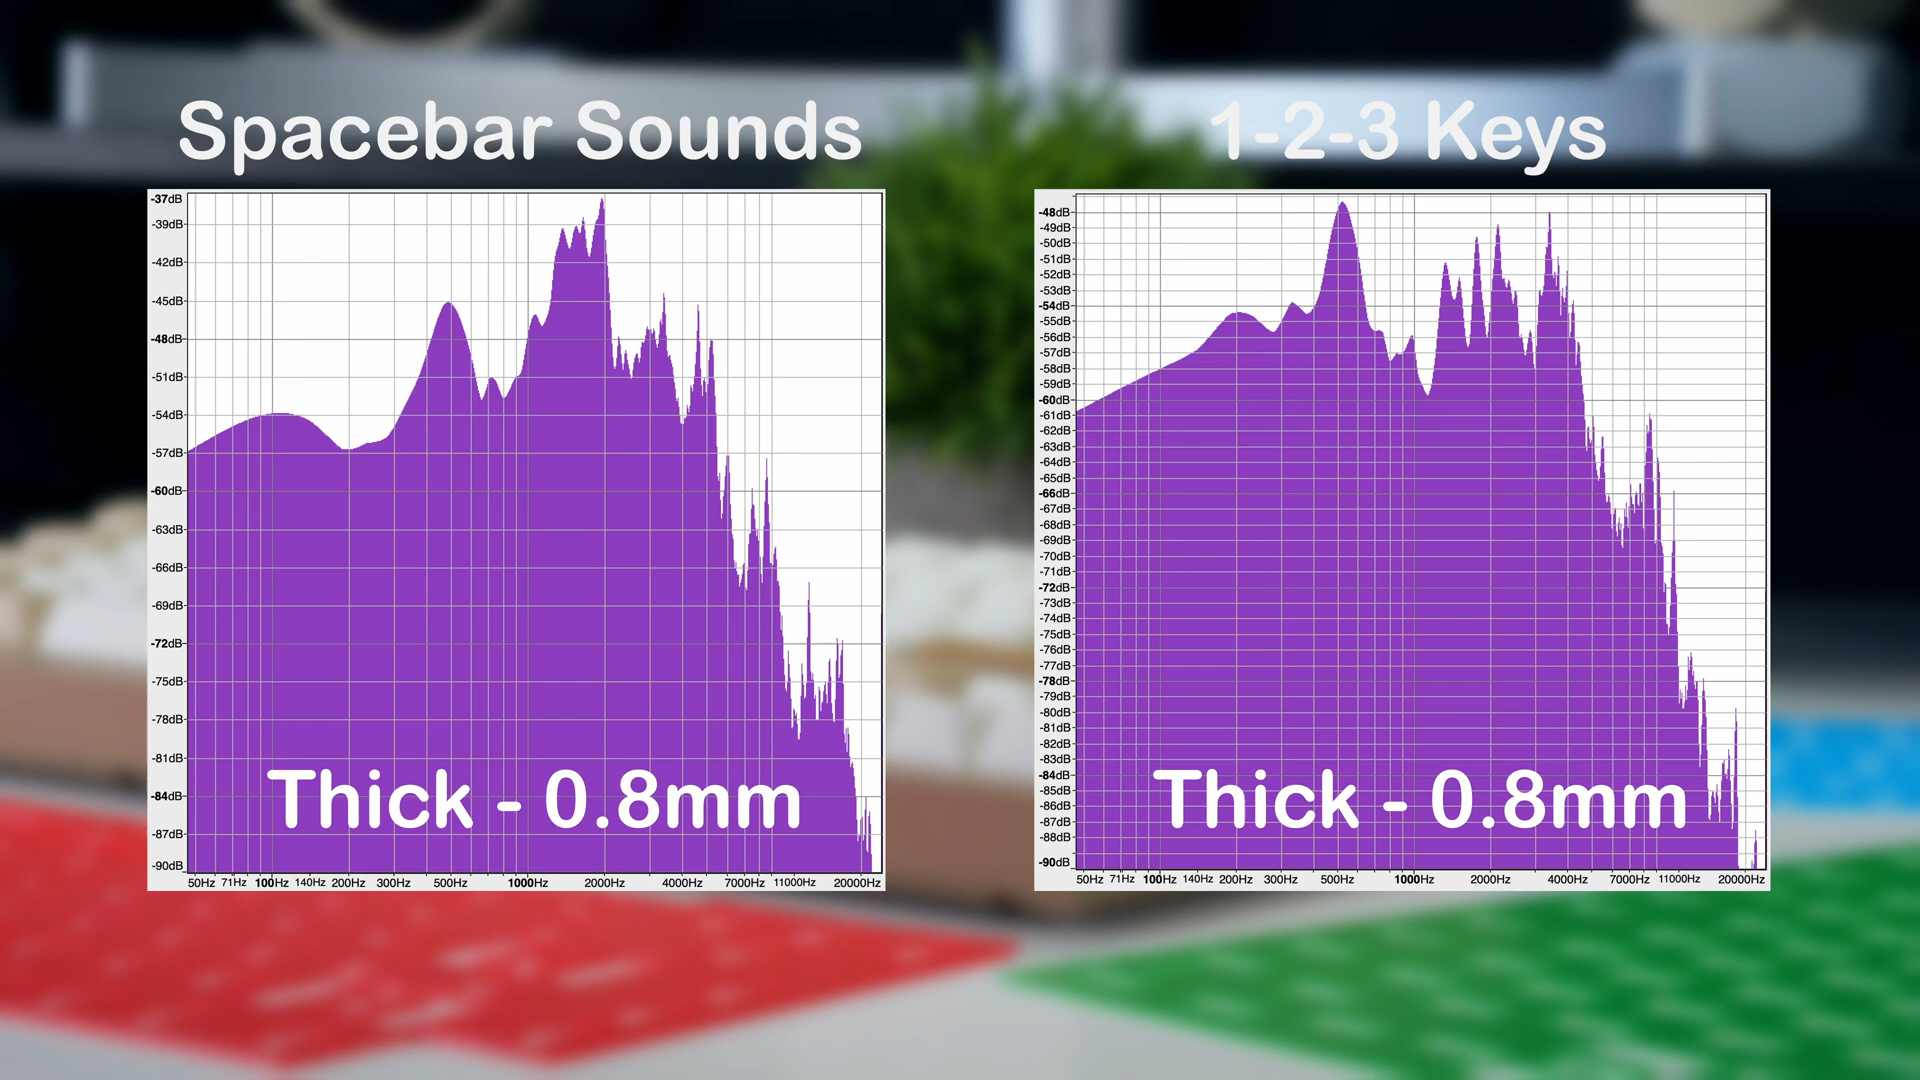 Spacebar Sounds
-37dB
-39dB
-42dB
-45dB
-48dB
-51dB
-54dB
-57dB
-60dB
-63dB
-66dB
-69dB
-72dB
-75dB
-78dB
-81dB
-84dB
-87dB
-90dB
Thick - 0.8mm
50Hz 71Hz 100Hz 140Hz 200Hz 300Hz 500Hz 1000Hz 2000Hz 4000Hz 7000Hz 11000Hz 20000Hz
1-2-3 Keys
-48dB
-49dB
-50dB
-51dB
-52dB
-53dB
-54dB
-55dB
-56dB
-57dB
-58dB
-59dB
-60dB
-61dB
-62dB
-63dB
-64dB
-65dB
-66dB
-67dB
-68dB
-69dB
-70dB
-71dB
-72dB
-73dB
-74dB
-75dB
-76dB
-77dB
-78dB
-79dB
-80dB
-81dB
-82dB
-83dB
-84dB
-85dB
-86dB
-87dB
-88dB
-90dB
Thick - 0.8mm
50Hz 71Hz 100Hz 140Hz 200Hz 300Hz 500Hz 1000Hz 2000Hz 4000Hz 7000Hz 11000Hz 20000Hz